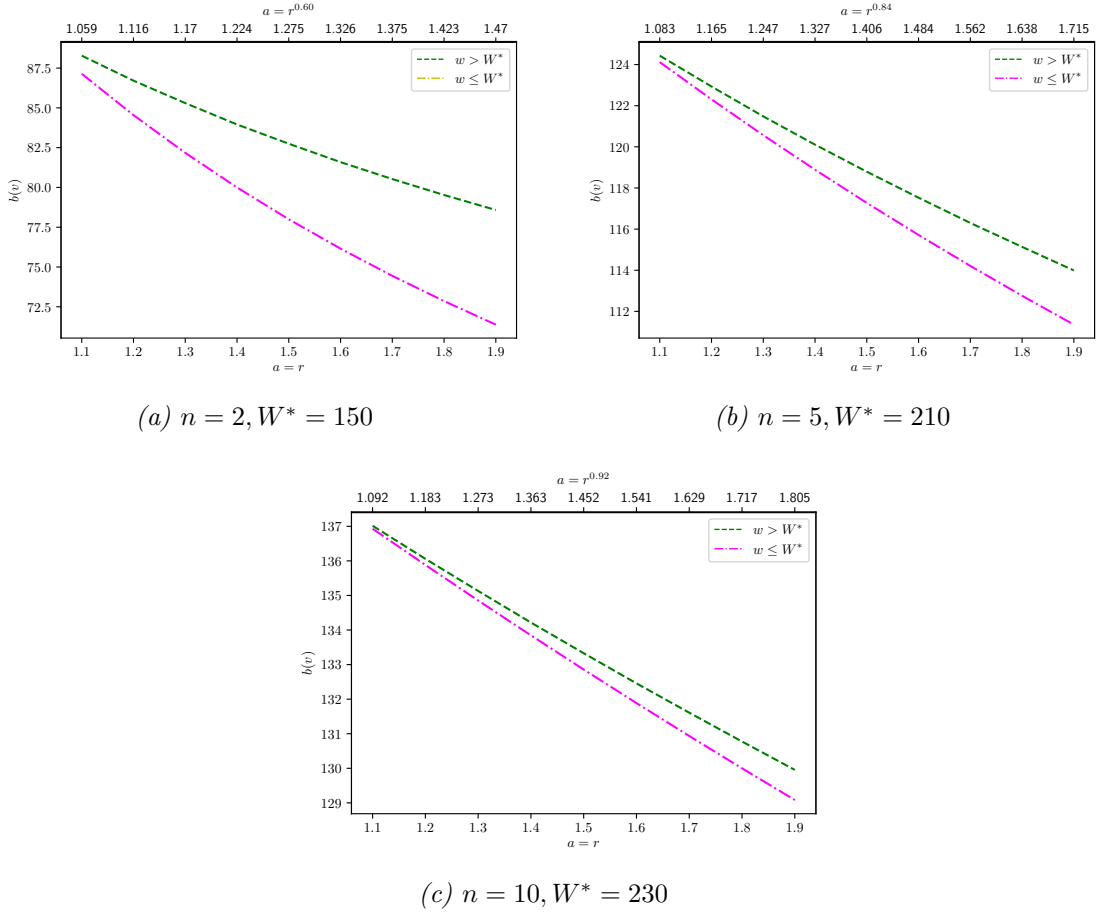 a = r^{0.60}
1.059 1.116 1.17 1.224 1.275 1.326 1.375 1.423 1.47
w > W*
w ≤ W*
87.5
85.0
82.5
80.0
77.5
75.0
72.5
b(v)
1.1 1.2 1.3 1.4 1.5 1.6 1.7 1.8 1.9
a = r
(a) n = 2, W* = 150
a = r^{0.84}
1.083 1.165 1.247 1.327 1.406 1.484 1.562 1.638 1.715
w > W*
w ≤ W*
124
122
120
118
116
114
112
b(v)
1.1 1.2 1.3 1.4 1.5 1.6 1.7 1.8 1.9
a = r
(b) n = 5, W* = 210
a = r^{0.92}
1.092 1.183 1.273 1.363 1.452 1.541 1.629 1.717 1.805
w > W*
w ≤ W*
137
136
135
134
133
132
131
130
129
b(v)
1.1 1.2 1.3 1.4 1.5 1.6 1.7 1.8 1.9
a = r
(c) n = 10, W* = 230